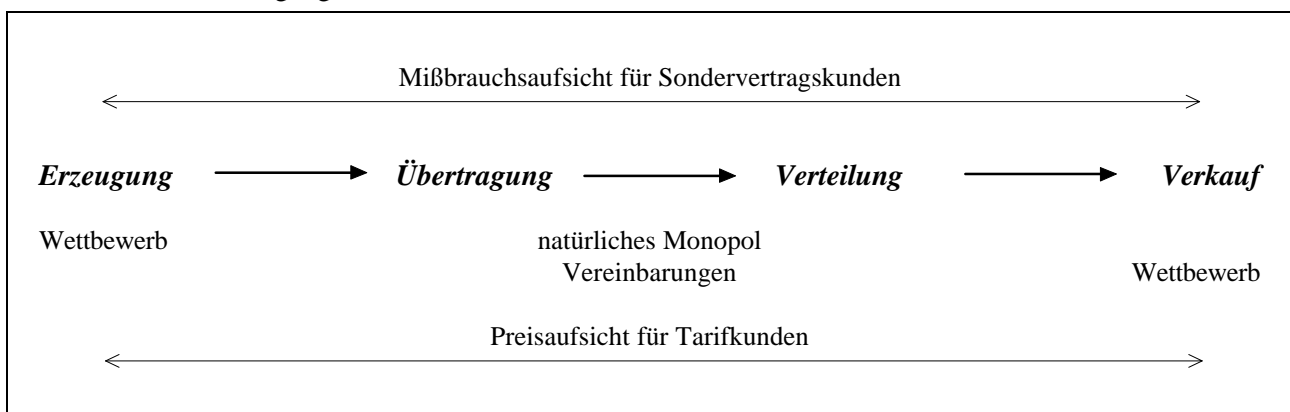 Mißbrauchsaufsicht für Sondervertragskunden
Erzeugung Übertragung Verteilung Verkauf
Wettbewerb natürliches Monopol
Vereinbarungen Wettbewerb
Preisaufsicht für Tarifkunden